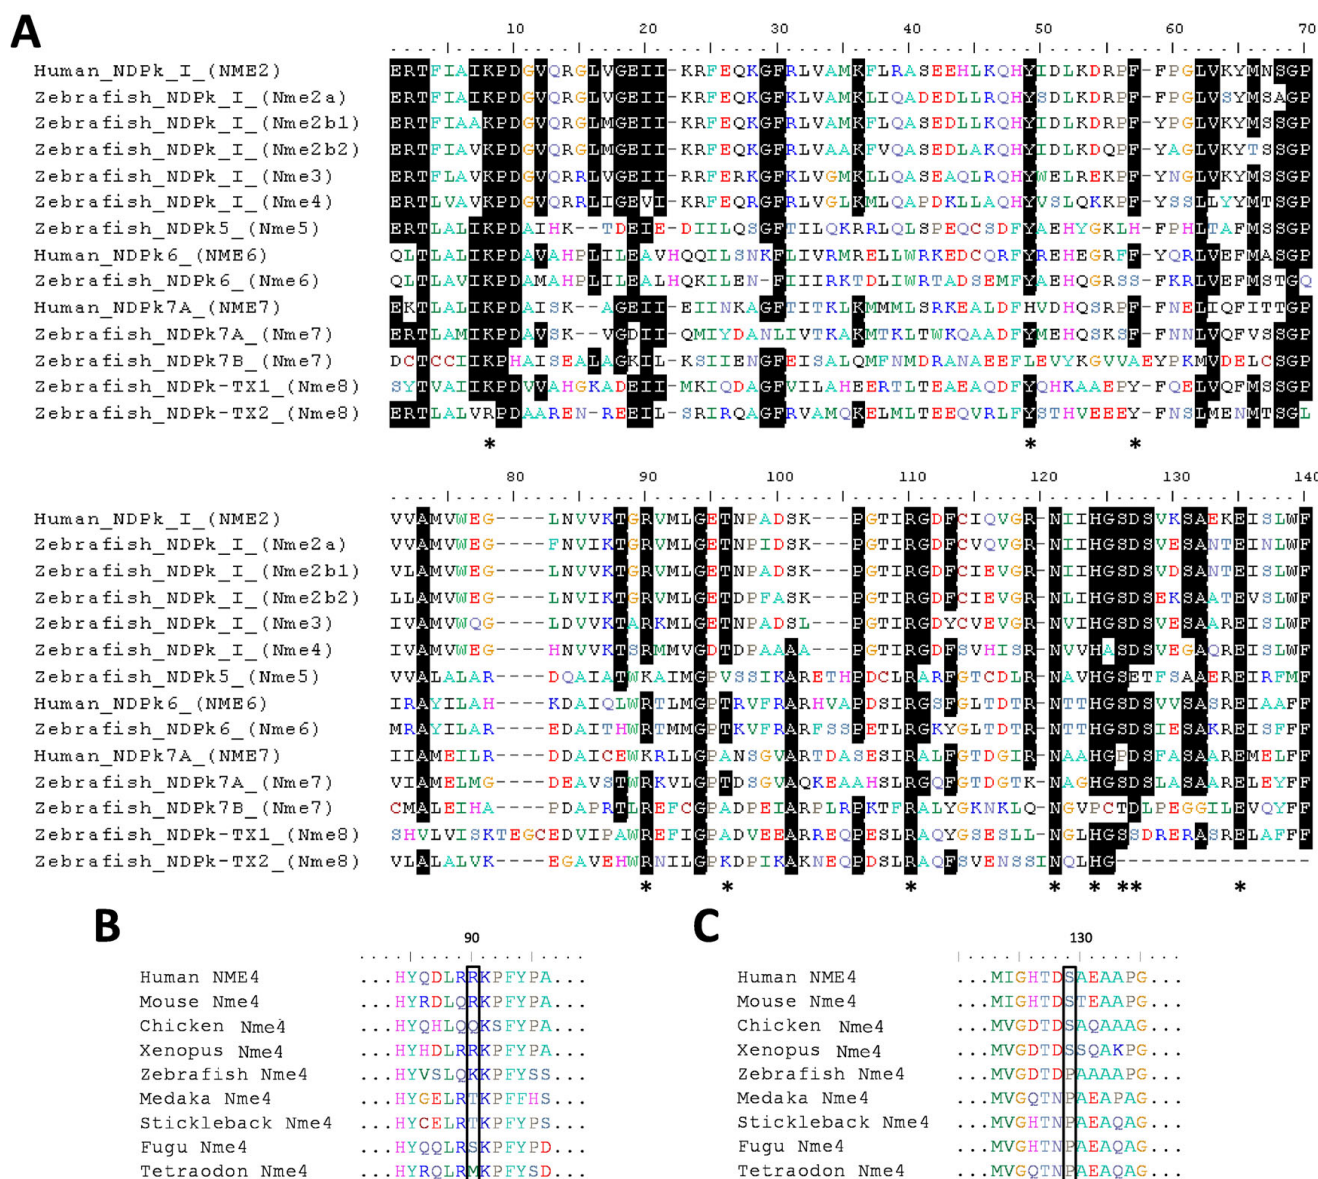 A
10 20 30 40 50 60 70
Human_NDPk_I_(NME2) ERTFIAIKPDGVQRGLVGEII-KRFEQKGFRLVAMKFLRASEEHLKQHYIDLKDRPF-FPGLVKYMNSGP
Zebrafish_NDPk_I_(Nme2a) ERTFIAIKPDGVQRGLVGEII-KRFEQKGFKLVAMKLIQADEDLLRQHYSDLKDRPF-FPGLVSYMSAGP
Zebrafish_NDPk_I_(Nme2b1) ERTFIAAKPDGVQRGLMGEII-KRFEQKGFRLVAMKFLQASEDLLKQHYIDLKDRPF-YPGLVKYMSSGP
Zebrafish_NDPk_I_(Nme2b2) ERTFIAVKPDGVQRGLMGEII-KRFEQKGFRLVAAKFVQASEDLAKQHYIDLKDQPF-YAGLVKYTSSGP
Zebrafish_NDPk_I_(Nme3) ERTFLAVKPDGVQRRLVGEII-RRFERKGFKLVGMKLLQASEAQLRQHYWELREKPF-YNGLVKYMSSGP
Zebrafish_NDPk_I_(Nme4) ERTLVAVKPDGVQRRLIGEVI-KRFEQRGFRLVGLKMLQAPDKLLAQHYVSLQKKPF-YSSLLYYMTSGP
Zebrafish_NDPk5_(Nme5) ERTLALIKPDAIHK--TDEIE-DIILQSGFTILQKRRLQLSPEQCSDFYAEHYGKLH-FPHLTAFMSSGP
Human_NDPk6_(NME6) QLTLALIKPDAVAHPLILEAVHQQILSNKFLIVRMRELLWRKEDCQRFYREHEGRFF-YQRLVEFMASGP
Zebrafish_NDPk6_(Nme6) QLTLAVIKPDAMAHPLILEALHQKILEN-FIIIRKTDLIWRTADSEMFYAEHQGRSS-FKRLVEFMSTGQ
Human_NDPk7A_(NME7) EKTLALIKPDAISK--AGEII-EIINKAGFTITKLKMMMLSRKEALDFHVDHQSRPF-FNELIQFITTGP
Zebrafish_NDPk7A_(Nme7) ERTLAMIKPDAVSK--VGDII-QMIYDANLIVTKAKMTKLTWKQAADFYMEHQSKSF-FNNLVQFVSSGP
Zebrafish_NDPk7B_(Nme7) DCTCCIIKPHAISEALAGKIL-KSIIENGFEISALQMFNMDRANAEEFLEVYKGVVAEYPKMVDELCSGP
Zebrafish_NDPk-TX1_(Nme8) SYTVAIIKPDVVAHGKADEII-MKIQDAGFVILAHEERTLTEAEAQDFYQHKAAEPY-FQELVQFMSSGP
Zebrafish_NDPk-TX2_(Nme8) ERTLALVRPDAAREN-REEIL-SRIRQAGFRVAMQKELMLTEEQVRLFYSTHVEEEY-FNSLMENMTSGL
* * *
80 90 100 110 120 130 140
Human_NDPk_I_(NME2) VVAMVWEG----LNVVKTGRVMLGETNPADSK---PGTIRGDFCIQVGR-NIIHGSDSVKSAEKEISLWF
Zebrafish_NDPk_I_(Nme2a) VVAMVWEG----FNVIKTGRVMLGETNPIDSK---PGTIRGDFCVQVGR-NIIHGSDSVESANTEINLWF
Zebrafish_NDPk_I_(Nme2b1) VLAMVWEG----LNVVKTGRVMLGETNPADSK---PGTIRGDFCIEVGR-NIIHGSDSVDSANTEISLWF
Zebrafish_NDPk_I_(Nme2b2) LLAMVWEG----LNVIKTGRVMLGETDPFASK---PGTIRGDFCIEVGR-NLIHGSDSEKSAATEVSLWF
Zebrafish_NDPk_I_(Nme3) IVAMVWQG----LDVVKTARKMLGETNPADSL---PGTIRGDYCVEVGR-NVIHGSDSVESAAREISLWF
Zebrafish_NDPk_I_(Nme4) IMVMVWEG----HNVVKTSRMMVGDTDPAAAA---PGTIRGDFSVHISR-NVVHASDSVEGAQREISLWF
Zebrafish_NDPk5_(Nme5) VVALALAR----DQAIATWKAIMGPVSSIKARETHPDCLRARFGTCDLR-NAVHGSETFSAAEREIRFMF
Human_NDPk6_(NME6) IRAYILAH----KDAIQLWRTLMGPTRVFRARHVAPDSIRGSFGLTDTR-NTTHGSDSVVSASREIAAFF
Zebrafish_NDPk6_(Nme6) MRAYILAR----EDAITHWRTMMGPTKVFRARFSSPETLRGKYGLTDTR-NTTHGSDSIESAKREISFFF
Human_NDPk7A_(NME7) IIAMEILR----DDAICEWKRLLGPANSGVARTDASESIRALFGTDGIR-NAAHGPDSFASAAREMELFF
Zebrafish_NDPk7A_(Nme7) VIAMELMG----DEAVSTWRKVLGPTDSGVAQKEAAHSLRGQFGTDGTK-NAGHGSDSLASAARELEYFF
Zebrafish_NDPk7B_(Nme7) CMALEIHA----PDAPRTLREFCGPADPEIARPLRPKTFRALYGKNKLQ-NGVPCTDLPEGGILEVQYFF
Zebrafish_NDPk-TX1_(Nme8) SHVLVISKTEGCEDVIPAWREFIGPADVEEARREQPESLRAQYGSESLL-NGLHGSSDRERASRELAFFF
Zebrafish_NDPk-TX2_(Nme8) VLALALVK----EGAVEHWRNILGPKDPIKAKNEQPDSLRAQFSVENSSINQLHG---------------
* * * * * ** *
B
90
Human NME4 ...HYQDLRRKPFYPA...
Mouse Nme4 ...HYRDLQRKPFYPA...
Chicken Nme4 ...HYQHLQQKSFYPA...
Xenopus Nme4 ...HYHDLRRKPFYPA...
Zebrafish Nme4 ...HYVSLQKKPFYSS...
Medaka Nme4 ...HYGELRTKPFFHS...
Stickleback Nme4 ...HYCELRTKPFYPS...
Fugu Nme4 ...HYQQLRSKPFYPD...
Tetraodon Nme4 ...HYRQLRMKPFYSD...
C
130
Human NME4 ...MIGHTDSAEAAPG...
Mouse Nme4 ...MIGHTDSTEAAPG...
Chicken Nme4 ...MVGDTDSAQAAAG...
Xenopus Nme4 ...MVGDTDSSQAKPG...
Zebrafish Nme4 ...MVGDTDPAAAAPG...
Medaka Nme4 ...MVGQTNPAEAPAG...
Stickleback Nme4 ...MVGHTNPAEAQAG...
Fugu Nme4 ...MVGHTNPAEAQAG...
Tetraodon Nme4 ...MVGQTNPAEAQAG...